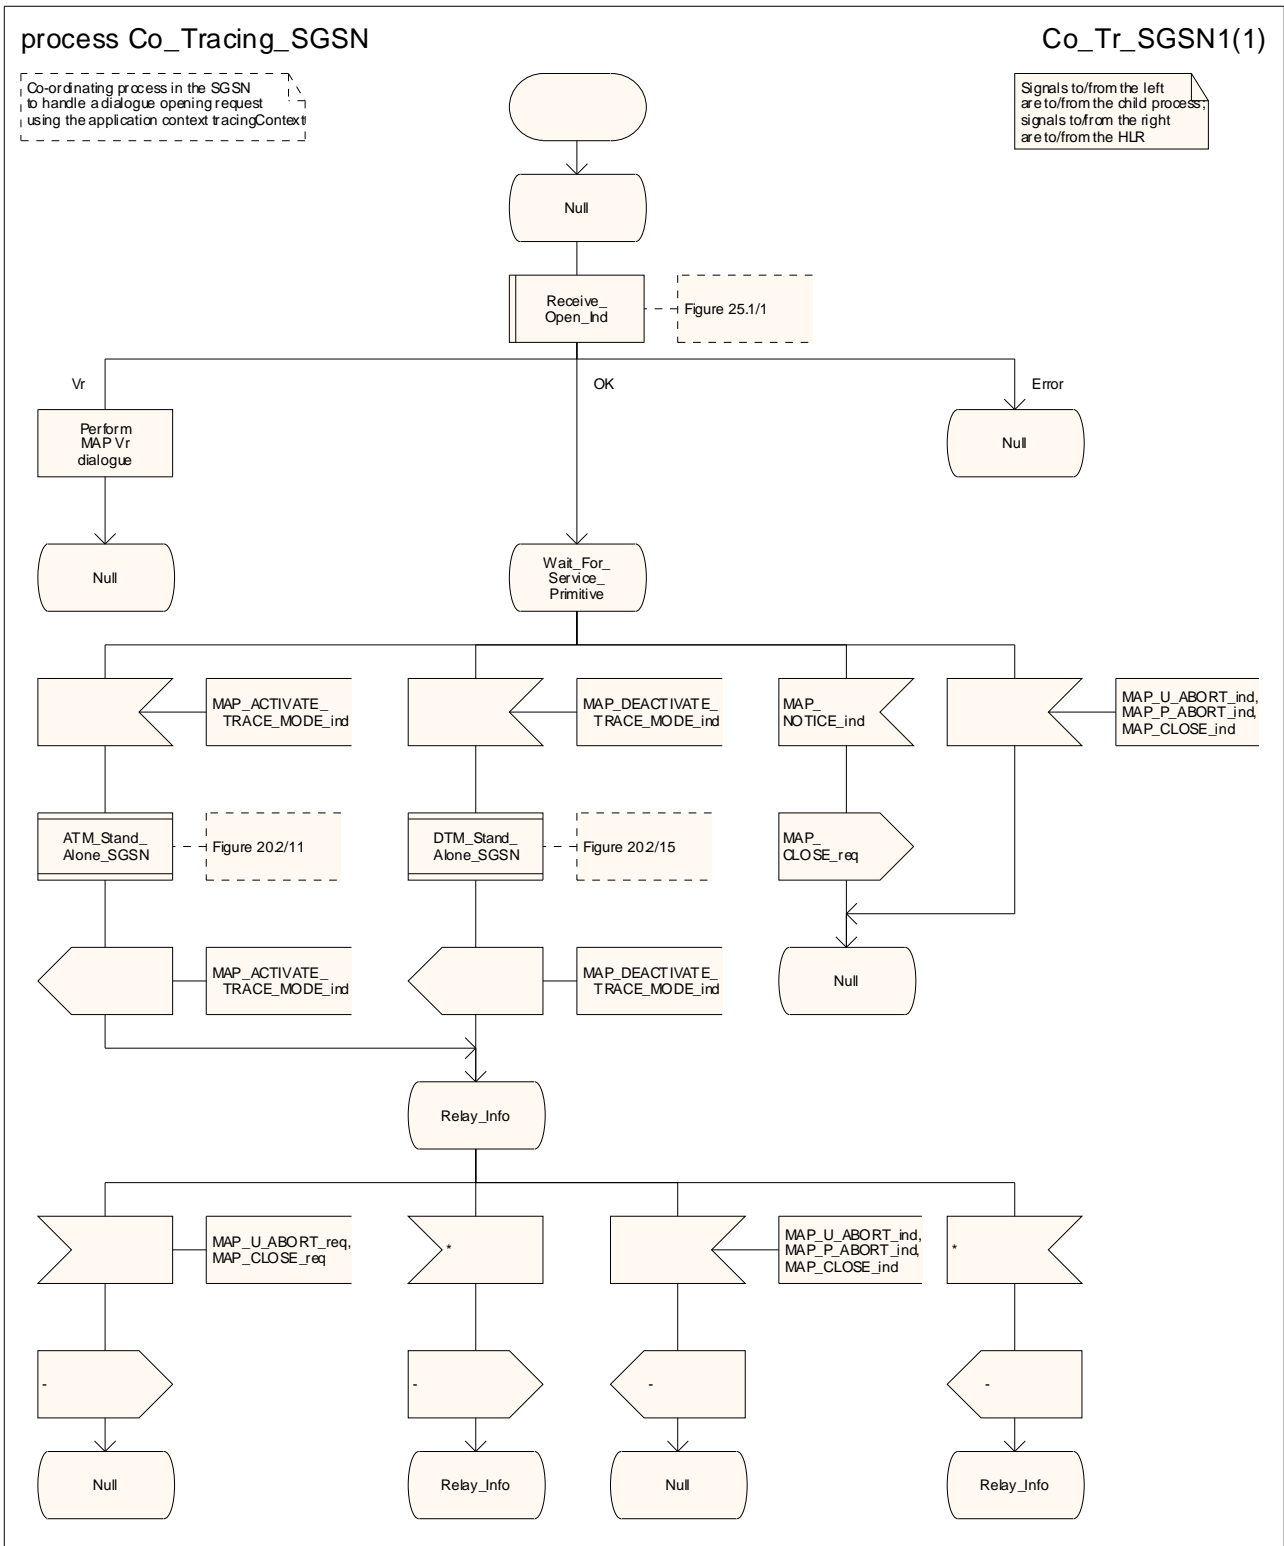 process Co_Tracing_SGSN
Co_Tr_SGSN1(1)
Co-ordinating process in the SGSN
to handle a dialogue opening request
using the application context tracingContext
Signals to/from the left
are to/from the child process;
signals to/from the right
are to/from the HLR
Null
Receive_
Open_Ind
Figure 25.1/1
Vr
OK
Error
Perform
MAP Vr
dialogue
Null
Null
Wait_For_
Service_
Primitive
MAP_ACTIVATE_
TRACE_MODE_ind
MAP_DEACTIVATE_
TRACE_MODE_ind
MAP_
NOTICE_ind
MAP_U_ABORT_ind,
MAP_P_ABORT_ind,
MAP_CLOSE_ind
ATM_Stand_
Alone_SGSN
Figure 20.2/11
DTM_Stand_
Alone_SGSN
Figure 20.2/15
MAP_
CLOSE_req
MAP_ACTIVATE_
TRACE_MODE_ind
MAP_DEACTIVATE_
TRACE_MODE_ind
Null
Relay_Info
MAP_U_ABORT_req,
MAP_CLOSE_req
*
MAP_U_ABORT_ind,
MAP_P_ABORT_ind,
MAP_CLOSE_ind
*
-
-
-
-
Null
Relay_Info
Null
Relay_Info